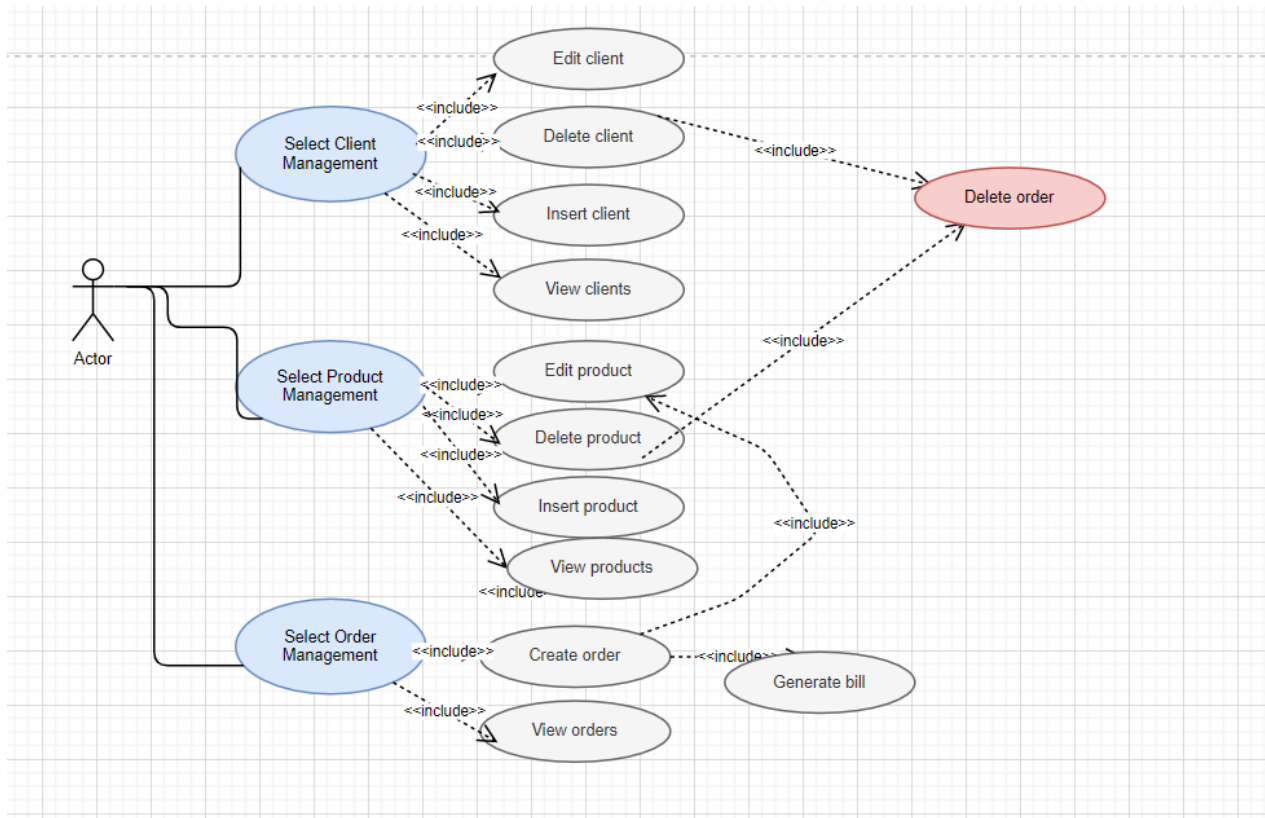 Edit client
<<include>>
Select Client
Management
<<include>>
Delete client
<<include>>
Delete order
<<include>>
Insert client
<<include>>
View clients
Actor
<<include>>
Select Product
Management
<<include>>
Edit product
<<include>>
Delete product
<<include>>
<<include>>
Insert product
<<include>>
View products
<<include>>
Select Order
Management
<<include>>
Create order
<<include>>
Generate bill
<<include>>
View orders